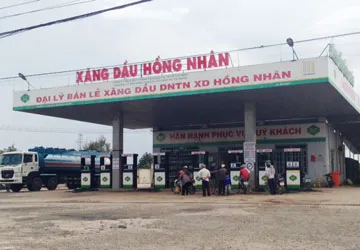 XĂNG DẦU HỒNG NHÂN
ĐẠI LÝ BÁN LẺ XĂNG DẦU DNTN XD HỒNG NHÂN
VÂN HẠNH PHỤC VỤ QUÝ KHÁCH